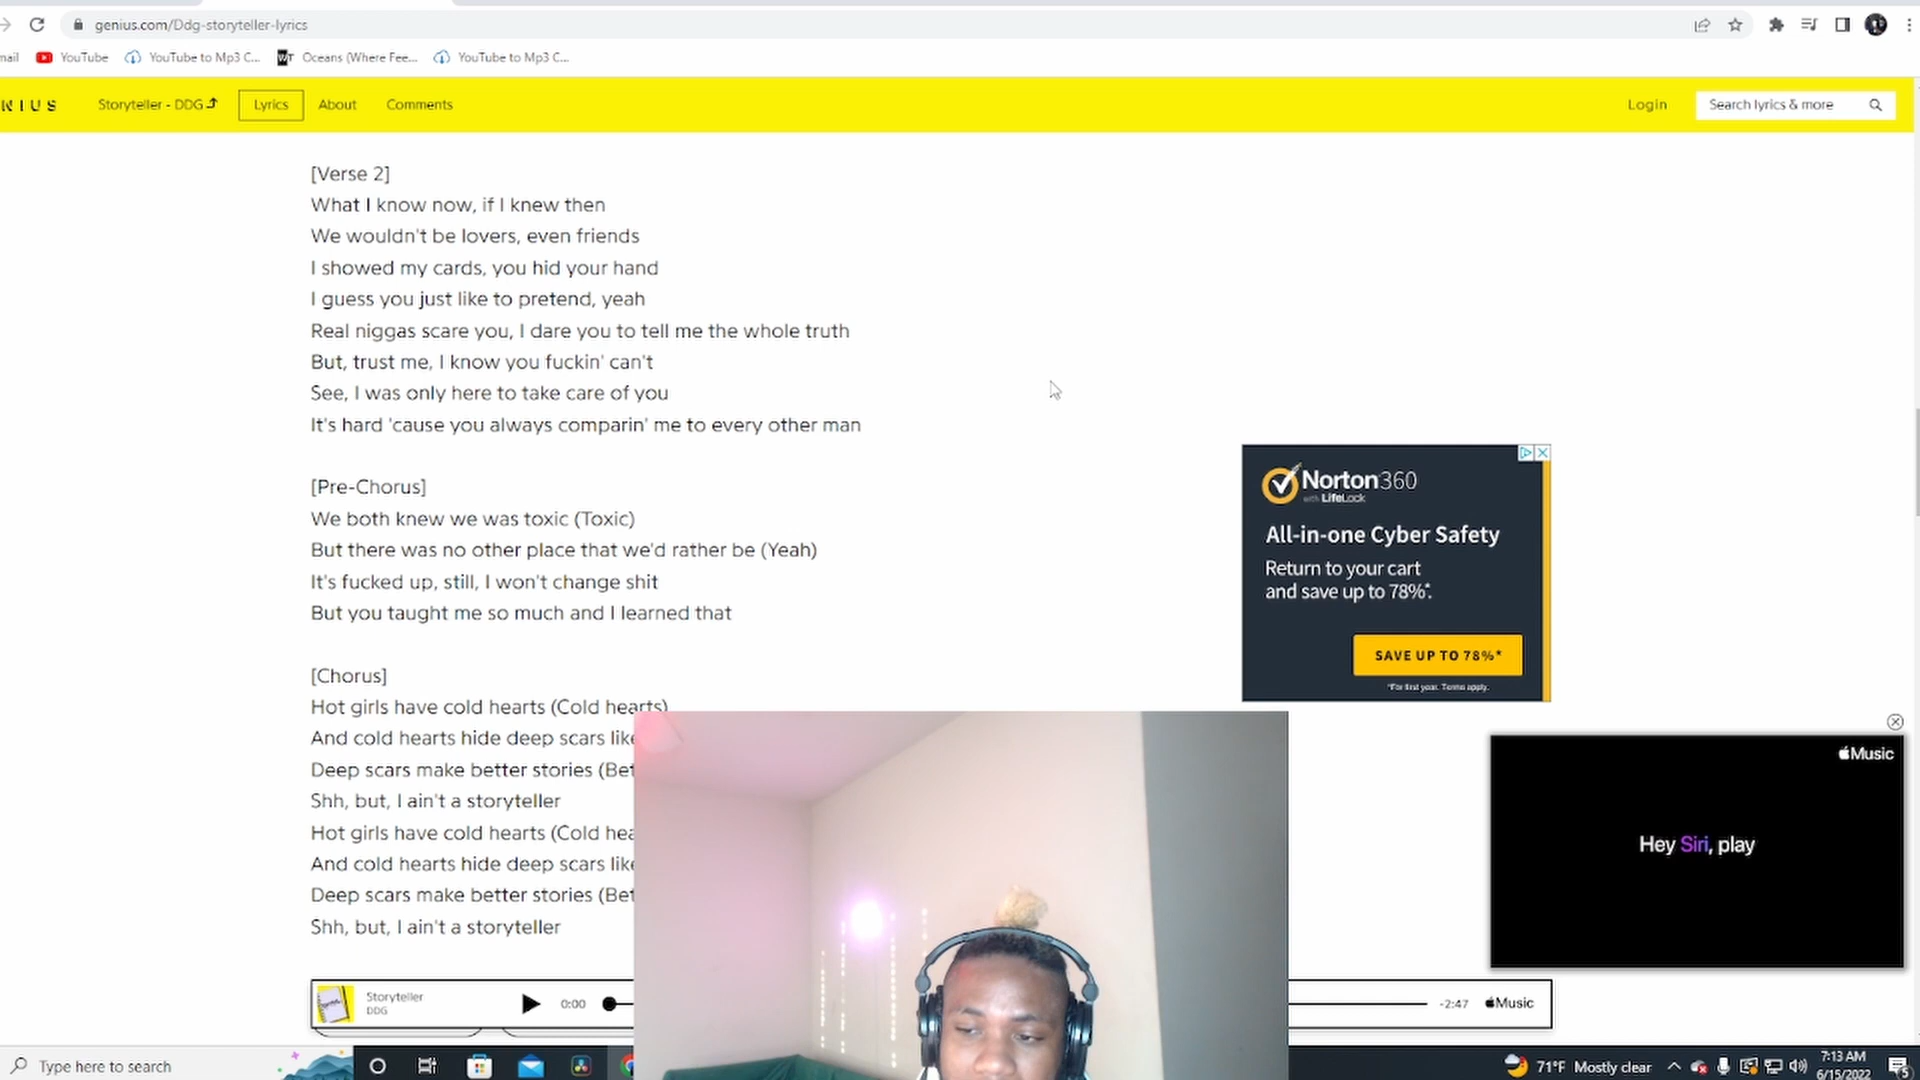 genius.com/Ddg-storyteller-lyrics
mail YouTube YouTube to Mp3 C... WT Oceans (Where Fee... YouTube to Mp3 C...
NIUS Storyteller - DDG Lyrics About Comments Login Search lyrics & more
[Verse 2]
What I know now, if I knew then
We wouldn't be lovers, even friends
I showed my cards, you hid your hand
I guess you just like to pretend, yeah
Real niggas scare you, I dare you to tell me the whole truth
But, trust me, I know you fuckin' can't
See, I was only here to take care of you
It's hard 'cause you always comparin' me to every other man
[Pre-Chorus]
We both knew we was toxic (Toxic)
But there was no other place that we'd rather be (Yeah)
It's fucked up, still, I won't change shit
But you taught me so much and I learned that
[Chorus]
Hot girls have cold hearts (Cold hearts)
And cold hearts hide deep scars like
Deep scars make better stories (Bet
Shh, but, I ain't a storyteller
Hot girls have cold hearts (Cold hea
And cold hearts hide deep scars like
Deep scars make better stories (Bet
Shh, but, I ain't a storyteller
Norton360
with LifeLock
All-in-one Cyber Safety
Return to your cart
and save up to 78%*.
SAVE UP TO 78%*
*For first year. Terms apply.
Music
Hey Siri, play
Storyteller
DDG
0:00
-2:47 Music
Type here to search
71°F Mostly clear
7:13 AM
6/15/2022
5